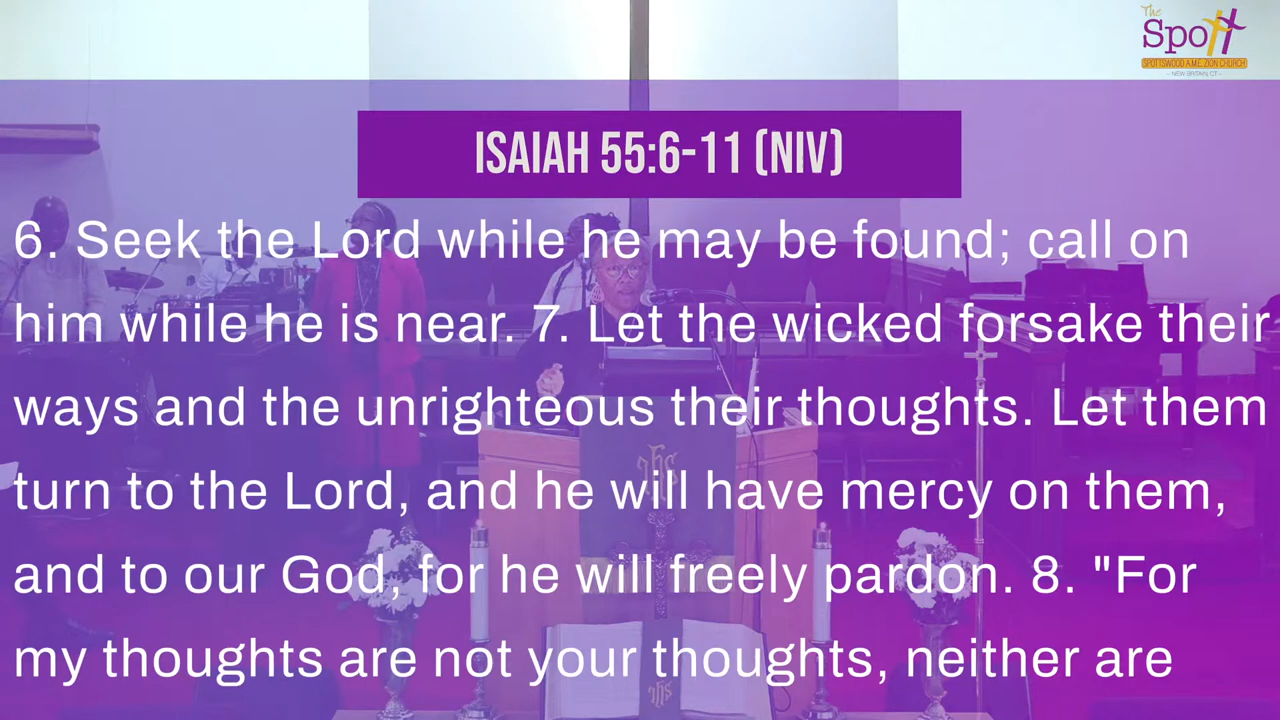 The
Spott
SPOTTSWOOD A.M.E. ZION CHURCH
- NEW BRITAIN, CT -
ISAIAH 55:6-11 (NIV)
6. Seek the Lord while he may be found; call on
him while he is near. 7. Let the wicked forsake their
ways and the unrighteous their thoughts. Let them
turn to the Lord, and he will have mercy on them,
and to our God, for he will freely pardon. 8. "For
my thoughts are not your thoughts, neither are
ihs
ihs